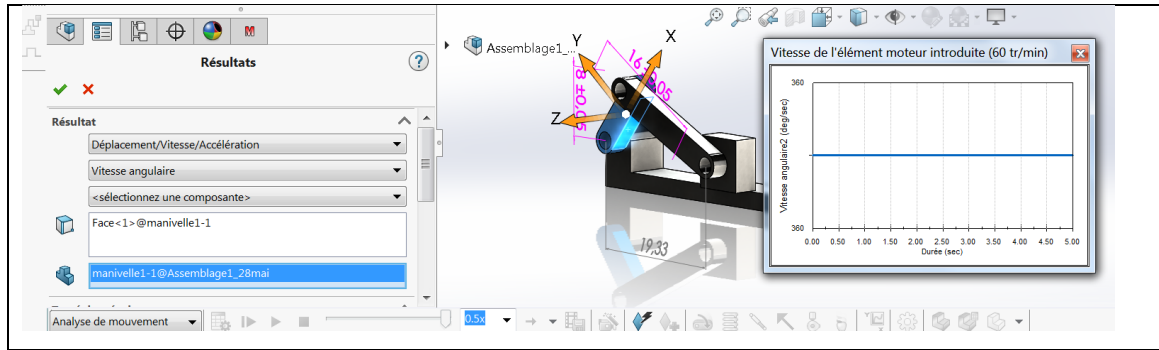 Résultats
?
Résultat
Déplacement/Vitesse/Accélération
Vitesse angulaire
<sélectionnez une composante>
Face<1>@manivelle1-1
manivelle1-1@Assemblage1_28mai
Analyse de mouvement
0.5x
Assemblage1_...
Y
X
Z
8 ±0,05
19,33
Vitesse de l'élément moteur introduite (60 tr/min)
360
Vitesse angulaire2 (deg/sec)
360
0.00 0.50 1.00 1.50 2.00 2.50 3.00 3.50 4.00 4.50 5.00
Durée (sec)